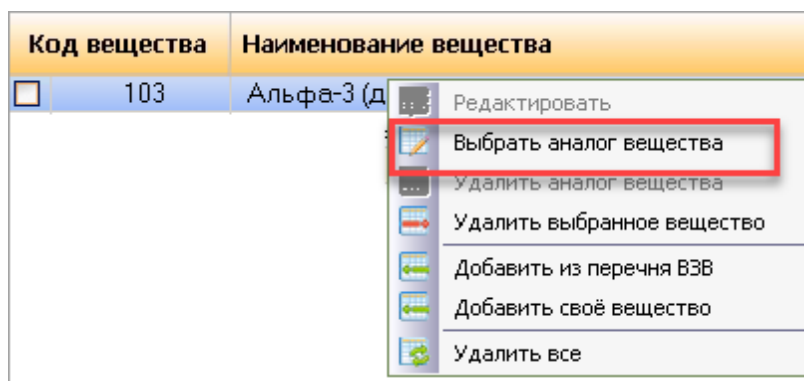 Код вещества Наименование вещества
103 Альфа-3 (д
Редактировать
Выбрать аналог вещества
Удалить аналог вещества
Удалить выбранное вещество
Добавить из перечня ВЗВ
Добавить своё вещество
Удалить все